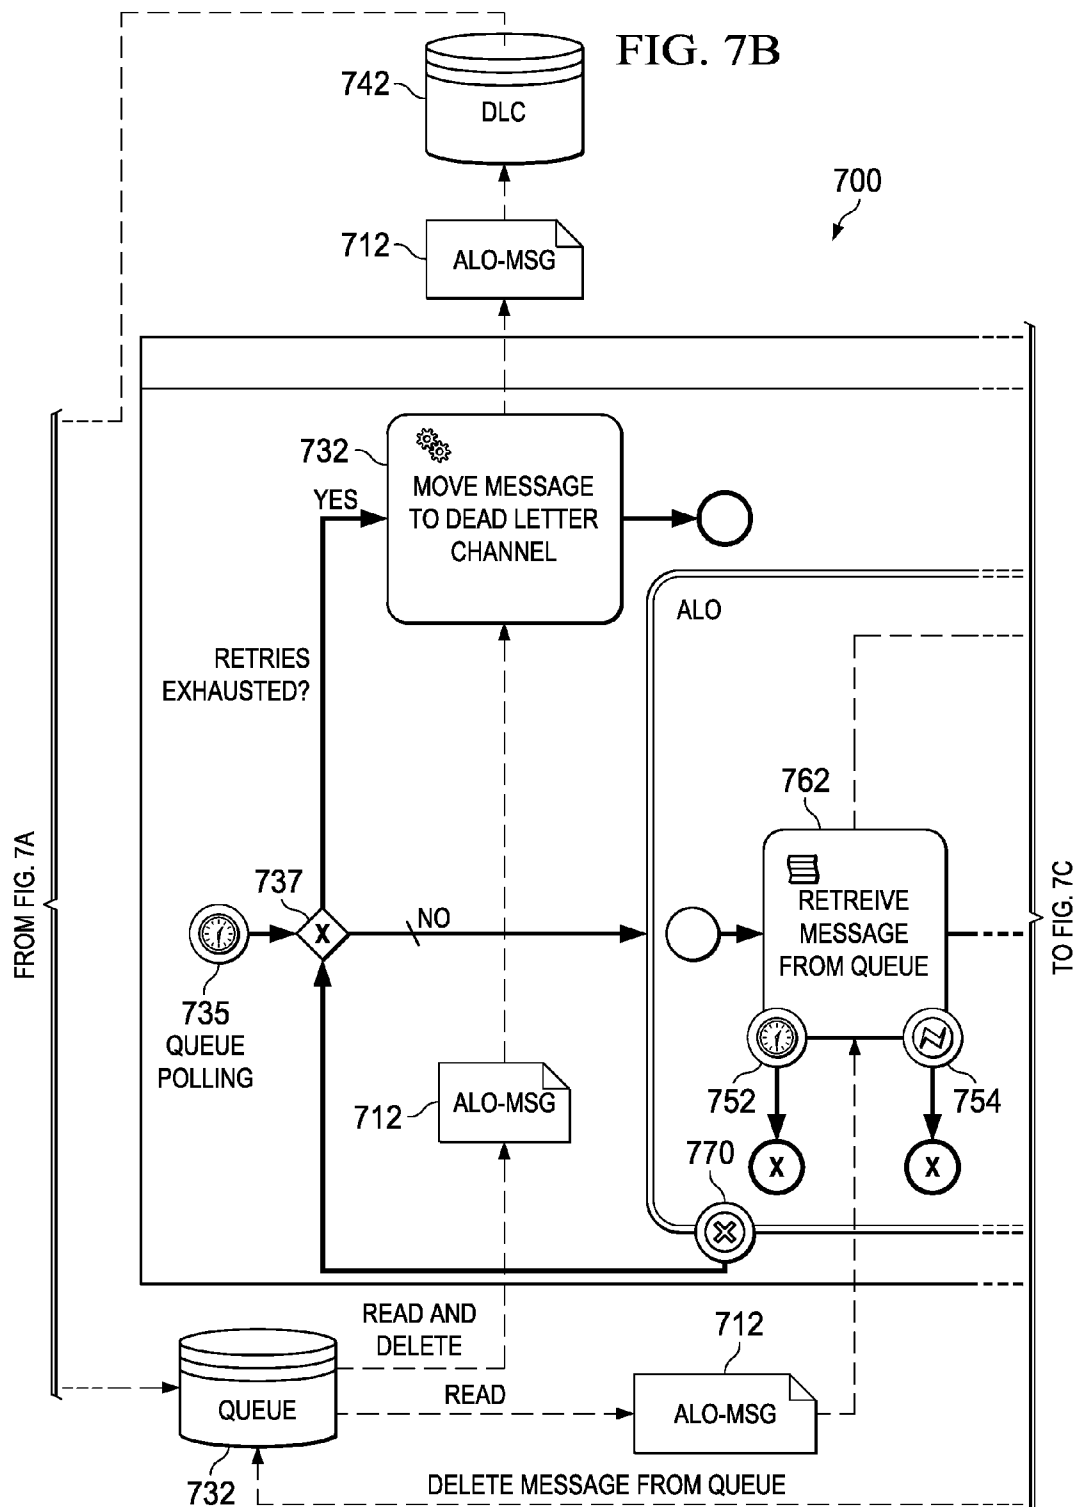 FIG. 7B
742
DLC
700
712
ALO-MSG
732
MOVE MESSAGE
TO DEAD LETTER
CHANNEL
YES
ALO
RETRIES
EXHAUSTED?
762
FROM FIG. 7A
TO FIG. 7C
737
X
NO
RETREIVE
MESSAGE
FROM QUEUE
735
QUEUE
POLLING
712
ALO-MSG
752
754
770
X
X
READ AND
DELETE
712
READ
QUEUE
ALO-MSG
732
DELETE MESSAGE FROM QUEUE